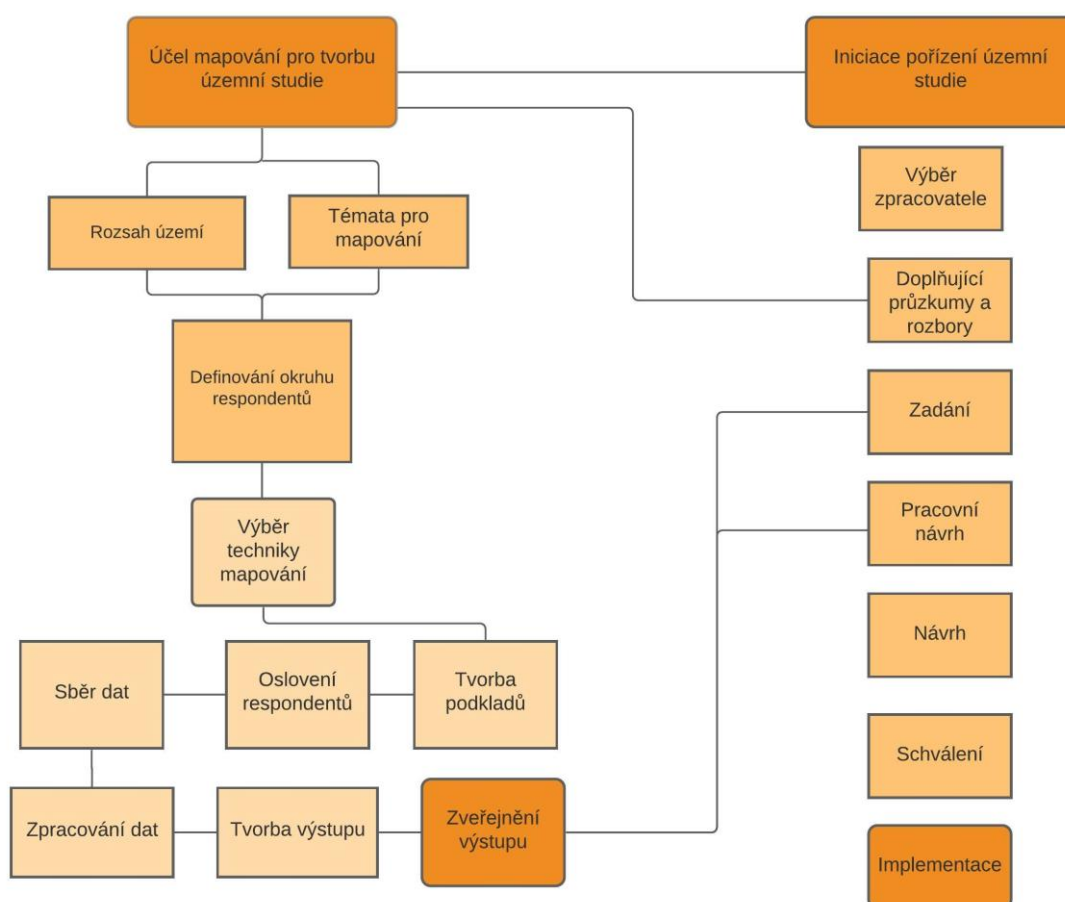 Účel mapování pro tvorbu
územní studie
Iniciace pořízení územní
studie
Výběr
zpracovatele
Rozsah území
Témata pro
mapování
Doplňující
průzkumy a
rozbory
Definování okruhu
respondentů
Zadání
Výběr
techniky
mapování
Pracovní
návrh
Návrh
Sběr dat
Oslovení
respondentů
Tvorba
podkladů
Schválení
Zpracování dat
Tvorba výstupu
Zveřejnění
výstupu
Implementace